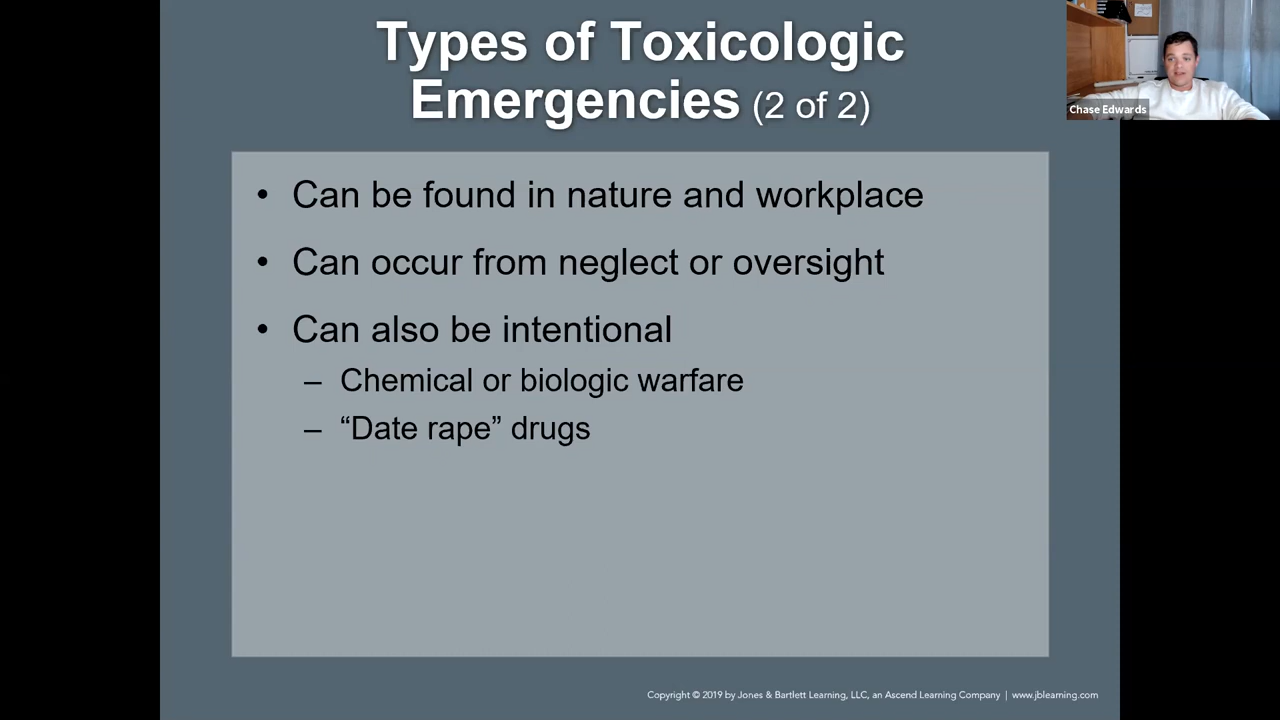 Types of Toxicologic
Emergencies (2 of 2)
Chase Edwards
• Can be found in nature and workplace
• Can occur from neglect or oversight
• Can also be intentional
– Chemical or biologic warfare
– “Date rape” drugs
Copyright © 2019 by Jones & Bartlett Learning, LLC, an Ascend Learning Company | www.jblearning.com